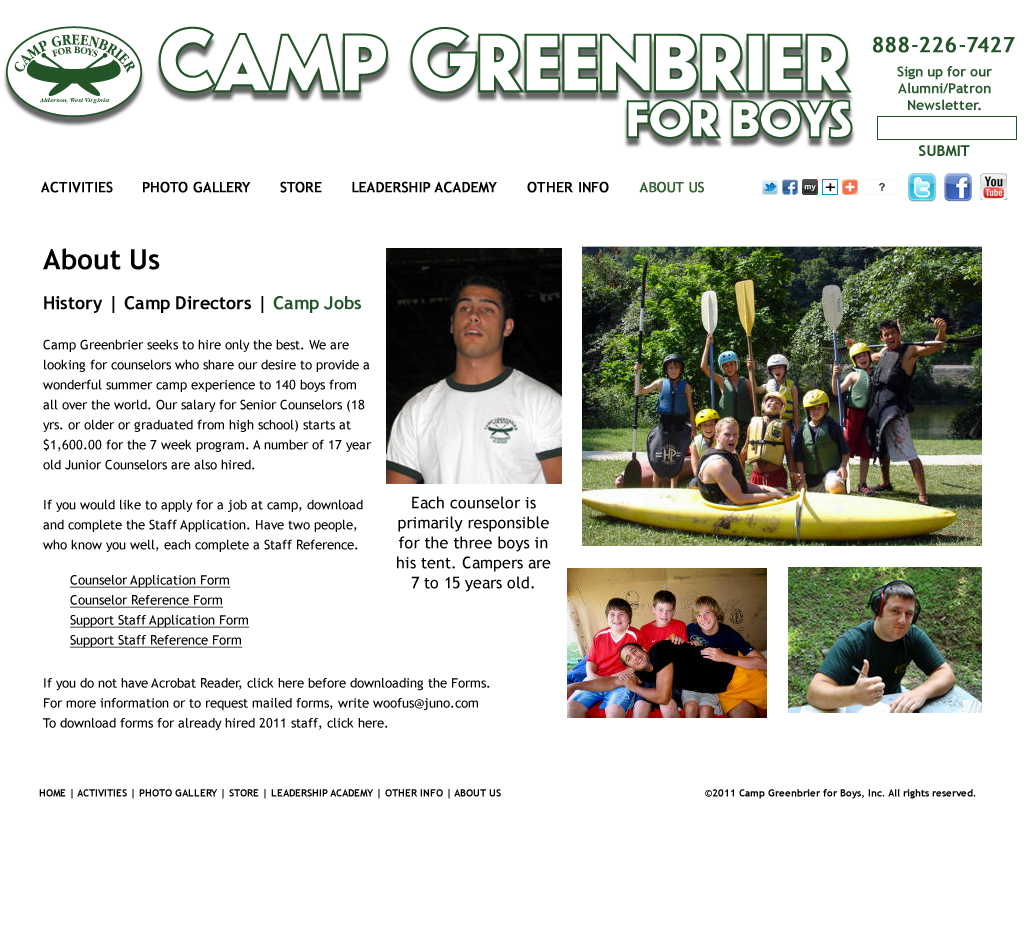 CAMP GREENBRIER
FOR BOYS
Alderson, West Virginia
CAMP GREENBRIER
FOR BOYS
888-226-7427
Sign up for our
Alumni/Patron
Newsletter.
SUBMIT
ACTIVITIES PHOTO GALLERY STORE LEADERSHIP ACADEMY OTHER INFO ABOUT US
my
?
You
Tube
About Us
History | Camp Directors | Camp Jobs
Camp Greenbrier seeks to hire only the best. We are
looking for counselors who share our desire to provide a
wonderful summer camp experience to 140 boys from
all over the world. Our salary for Senior Counselors (18
yrs. or older or graduated from high school) starts at
$1,600.00 for the 7 week program. A number of 17 year
old Junior Counselors are also hired.
If you would like to apply for a job at camp, download
and complete the Staff Application. Have two people,
who know you well, each complete a Staff Reference.
Counselor Application Form
Counselor Reference Form
Support Staff Application Form
Support Staff Reference Form
If you do not have Acrobat Reader, click here before downloading the Forms.
For more information or to request mailed forms, write woofus@juno.com
To download forms for already hired 2011 staff, click here.
Each counselor is
primarily responsible
for the three boys in
his tent. Campers are
7 to 15 years old.
HOME | ACTIVITIES | PHOTO GALLERY | STORE | LEADERSHIP ACADEMY | OTHER INFO | ABOUT US
©2011 Camp Greenbrier for Boys, Inc. All rights reserved.